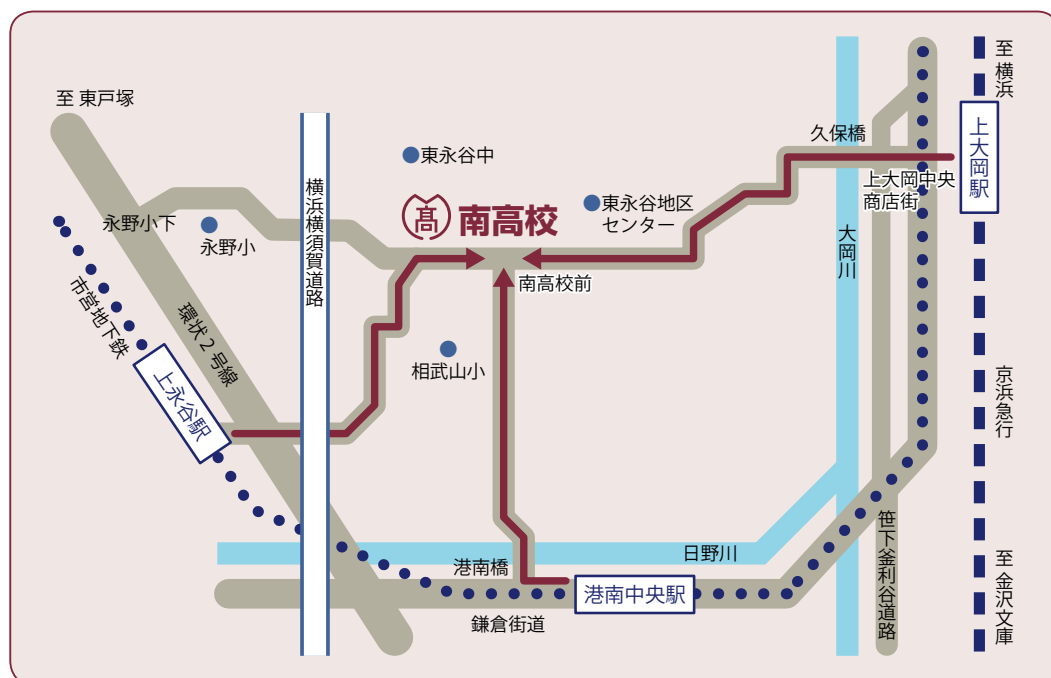 至 東戸塚
至 横浜
上大岡駅
久保橋
東永谷中
上大岡中央
商店街
横浜横須賀道路
髙
南高校
東永谷地区
センター
永野小下
永野小
大岡川
南高校前
市営地下鉄
環状2号線
相武山小
上永谷駅
京浜急行
笹下釜利谷道路
日野川
港南橋
至 金沢文庫
港南中央駅
鎌倉街道